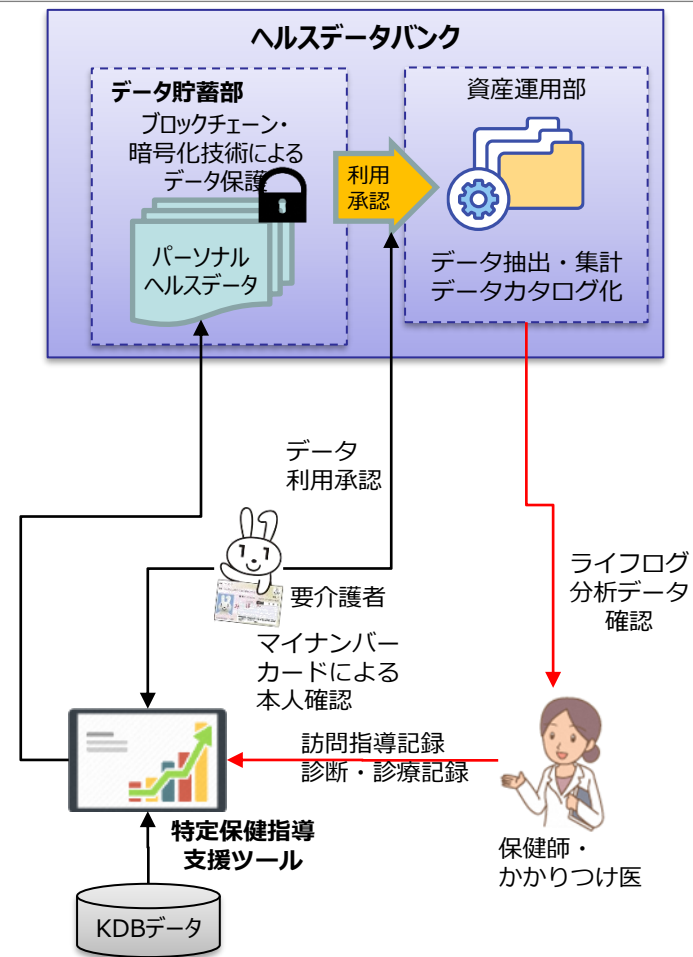 ヘルスデータバンク
データ貯蓄部
ブロックチェーン・
暗号化技術による
データ保護
パーソナル
ヘルスデータ
利用
承認
資産運用部
データ抽出・集計
データカタログ化
データ
利用承認
要介護者
マイナンバー
カードによる
本人確認
ライフログ
分析データ
確認
訪問指導記録
診断・診療記録
特定保健指導
支援ツール
保健師・
かかりつけ医
KDBデータ